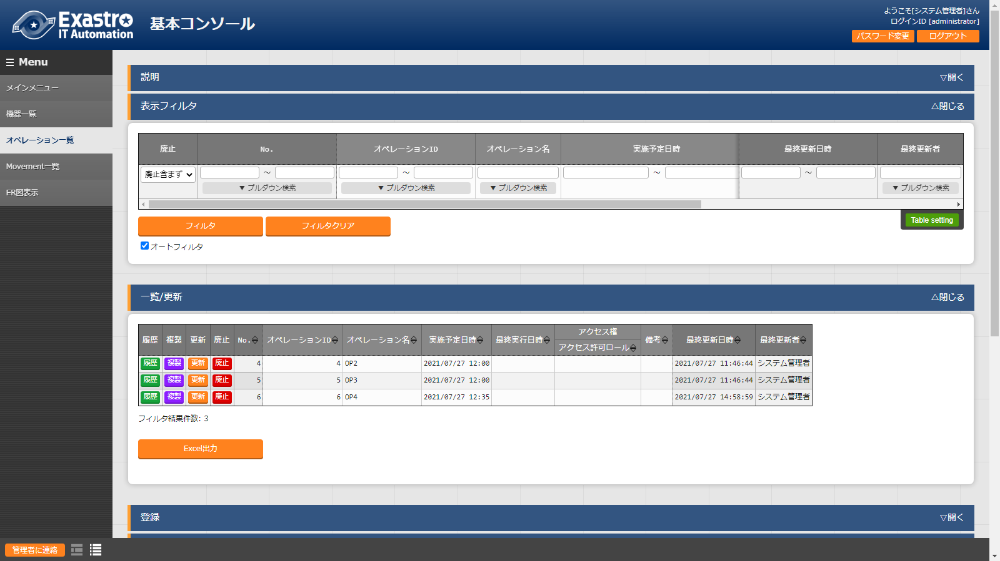 Exastro
IT Automation
基本コンソール
ようこそ[システム管理者]さん
ログインID [administrator]
パスワード変更 ログアウト
Menu
メインメニュー
機器一覧
オペレーション一覧
Movement一覧
ER図表示
説明 ▽開く
表示フィルタ △閉じる
廃止 No. オペレーションID オペレーション名 実施予定日時 最終更新日時 最終更新者
廃止含まず ～ ～ ～ ～
▼ プルダウン検索 ▼ プルダウン検索 ▼ プルダウン検索 ▼ プルダウン検索
フィルタ フィルタクリア Table setting
オートフィルタ
一覧/更新 △閉じる
履歴 複製 更新 廃止 No. オペレーションID オペレーション名 実施予定日時 最終実行日時 アクセス権 備考 最終更新日時 最終更新者
アクセス許可ロール
履歴 複製 更新 廃止 4 4 OP2 2021/07/27 12:00 2021/07/27 11:46:44 システム管理者
履歴 複製 更新 廃止 5 5 OP3 2021/07/27 12:00 2021/07/27 11:46:44 システム管理者
履歴 複製 更新 廃止 6 6 OP4 2021/07/27 12:35 2021/07/27 14:58:59 システム管理者
フィルタ結果件数: 3
Excel出力
登録 ▽開く
管理者に連絡